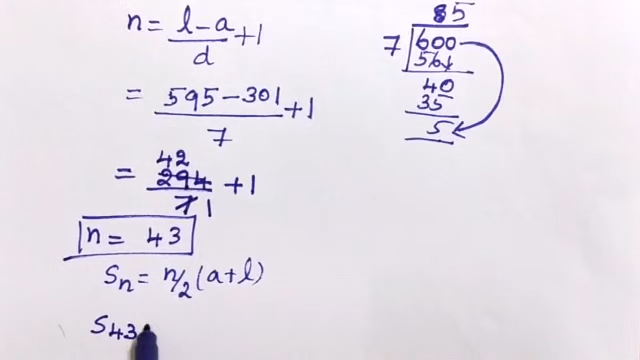 n = l-a/d + 1
= 595-301/7 + 1
42
= 294/7 1 + 1
n = 43
Sn = n/2 (a+l)
S43
85
7 600
56↓
40
35
5